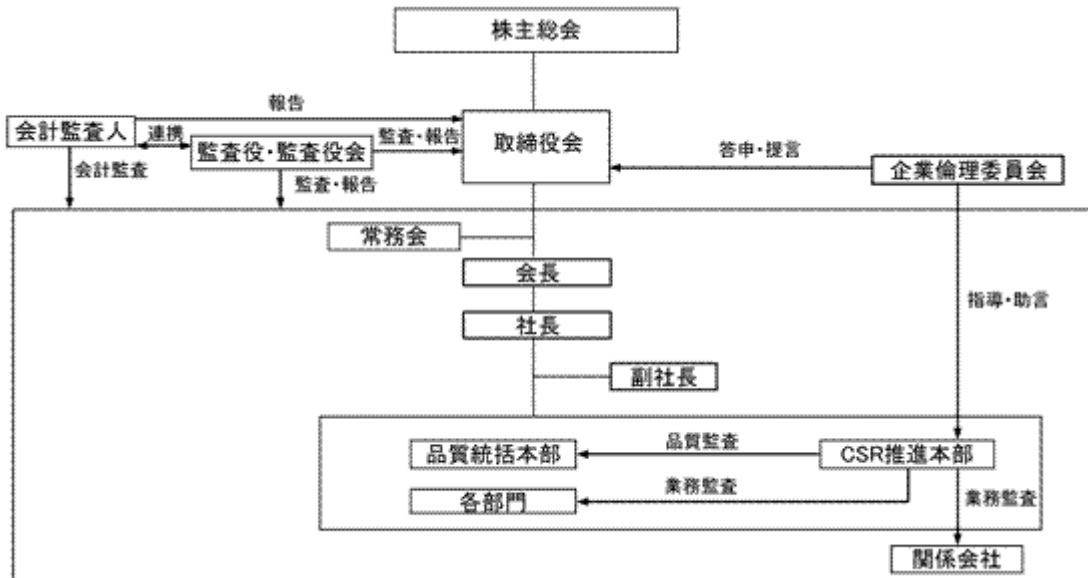 株主総会
報告
会計監査人
連携
監査役・監査役会
監査・報告
取締役会
答申・提言
企業倫理委員会
会計監査
監査・報告
常務会
会長
指導・助言
社長
副社長
品質統括本部
品質監査
CSR推進本部
各部門
業務監査
業務監査
関係会社